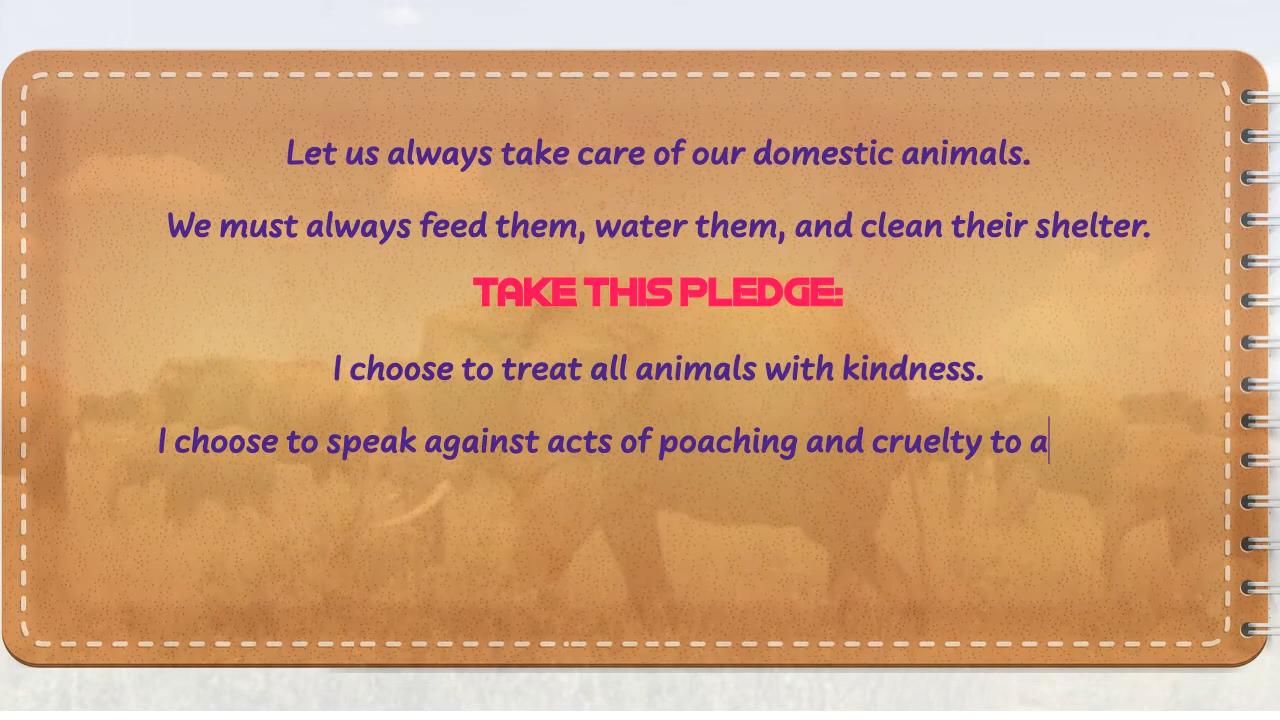 Let us always take care of our domestic animals.
We must always feed them, water them, and clean their shelter.
TAKE THIS PLEDGE:
I choose to treat all animals with kindness.
I choose to speak against acts of poaching and cruelty to a